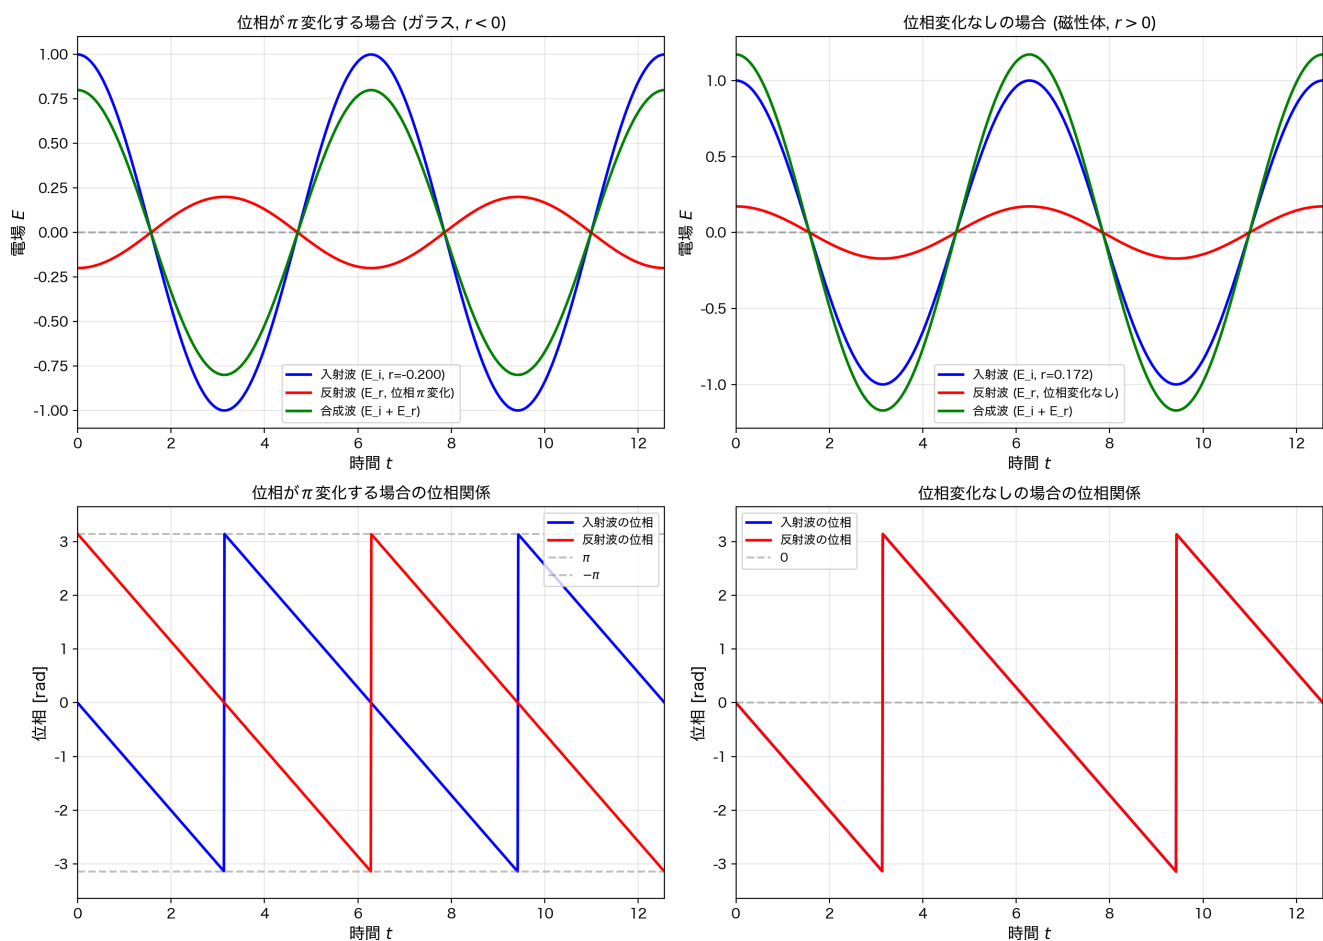 位相がπ変化する場合 (ガラス, r < 0)
電場 E
1.00
0.75
0.50
0.25
0.00
-0.25
-0.50
-0.75
-1.00
入射波 (E_i, r=-0.200)
反射波 (E_r, 位相π変化)
合成波 (E_i + E_r)
0 2 4 6 8 10 12
時間 t
位相変化なしの場合 (磁性体, r > 0)
電場 E
1.0
0.5
0.0
-0.5
-1.0
入射波 (E_i, r=0.172)
反射波 (E_r, 位相変化なし)
合成波 (E_i + E_r)
0 2 4 6 8 10 12
時間 t
位相がπ変化する場合の位相関係
位相 [rad]
3
2
1
0
-1
-2
-3
入射波の位相
反射波の位相
π
−π
0 2 4 6 8 10 12
時間 t
位相変化なしの場合の位相関係
位相 [rad]
3
2
1
0
-1
-2
-3
入射波の位相
反射波の位相
0
0 2 4 6 8 10 12
時間 t